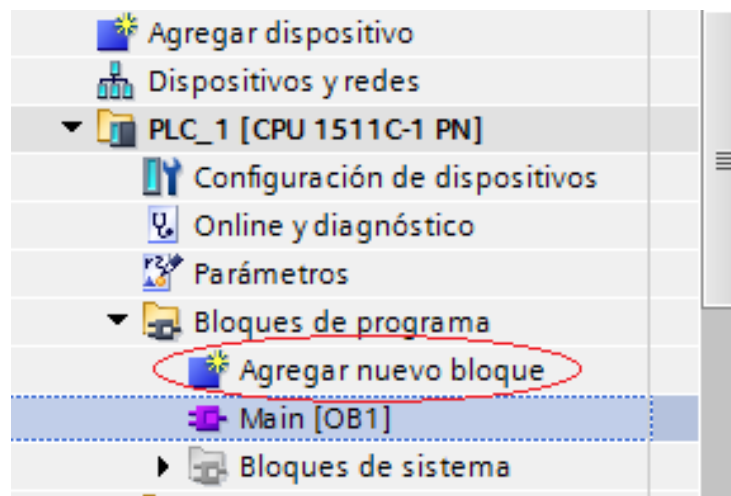 Agregar dispositivo
Dispositivos y redes
PLC_1 [CPU 1511C-1 PN]
Configuración de dispositivos
Online y diagnóstico
Parámetros
Bloques de programa
Agregar nuevo bloque
Main [OB1]
Bloques de sistema